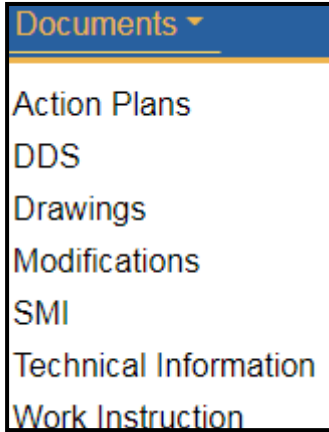 Documents
Action Plans
DDS
Drawings
Modifications
SMI
Technical Information
Work Instruction